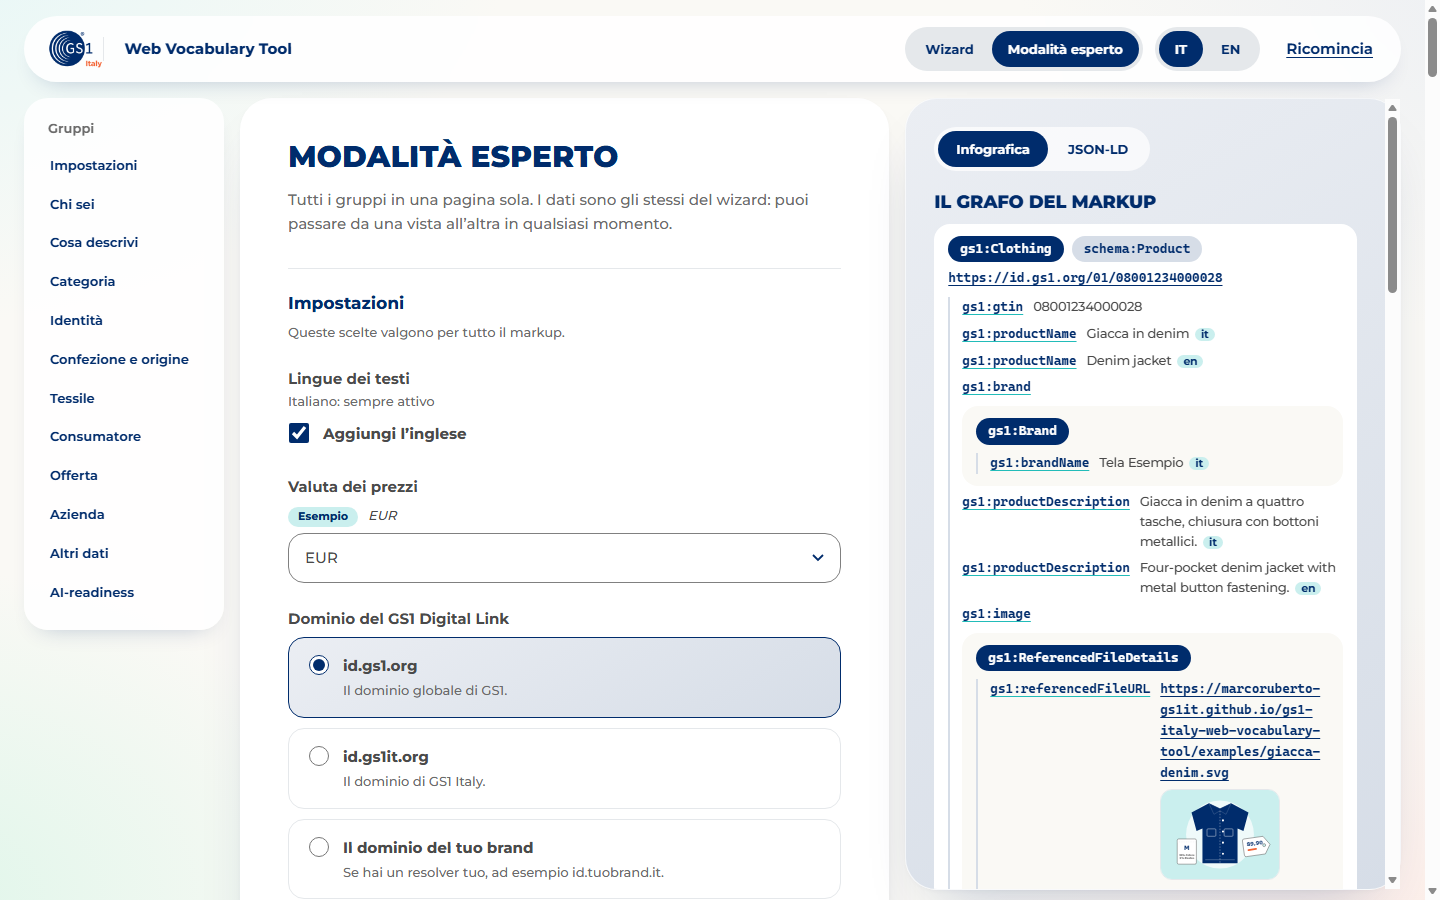 GS1
Italy
Web Vocabulary Tool
Wizard
Modalità esperto
IT
EN
Ricomincia
Gruppi
Impostazioni
Chi sei
Cosa descrivi
Categoria
Identità
Confezione e origine
Tessile
Consumatore
Offerta
Azienda
Altri dati
AI-readiness
MODALITÀ ESPERTO
Tutti i gruppi in una pagina sola. I dati sono gli stessi del wizard: puoi
passare da una vista all’altra in qualsiasi momento.
Impostazioni
Queste scelte valgono per tutto il markup.
Lingue dei testi
Italiano: sempre attivo
Aggiungi l’inglese
Valuta dei prezzi
Esempio EUR
EUR
Dominio del GS1 Digital Link
id.gs1.org
Il dominio globale di GS1.
id.gs1it.org
Il dominio di GS1 Italy.
Il dominio del tuo brand
Se hai un resolver tuo, ad esempio id.tuobrand.it.
Infografica
JSON-LD
IL GRAFO DEL MARKUP
gs1:Clothing schema:Product
https://id.gs1.org/01/08001234000028
gs1:gtin 08001234000028
gs1:productName Giacca in denim it
gs1:productName Denim jacket en
gs1:brand
gs1:Brand
gs1:brandName Tela Esempio it
gs1:productDescription Giacca in denim a quattro
tasche, chiusura con bottoni
metallici. it
gs1:productDescription Four-pocket denim jacket with
metal button fastening. en
gs1:image
gs1:ReferencedFileDetails
gs1:referencedFileURL https://marcoruberto-
gs1it.github.io/gs1-
italy-web-vocabulary-
tool/examples/giacca-
denim.svg
M
89,90